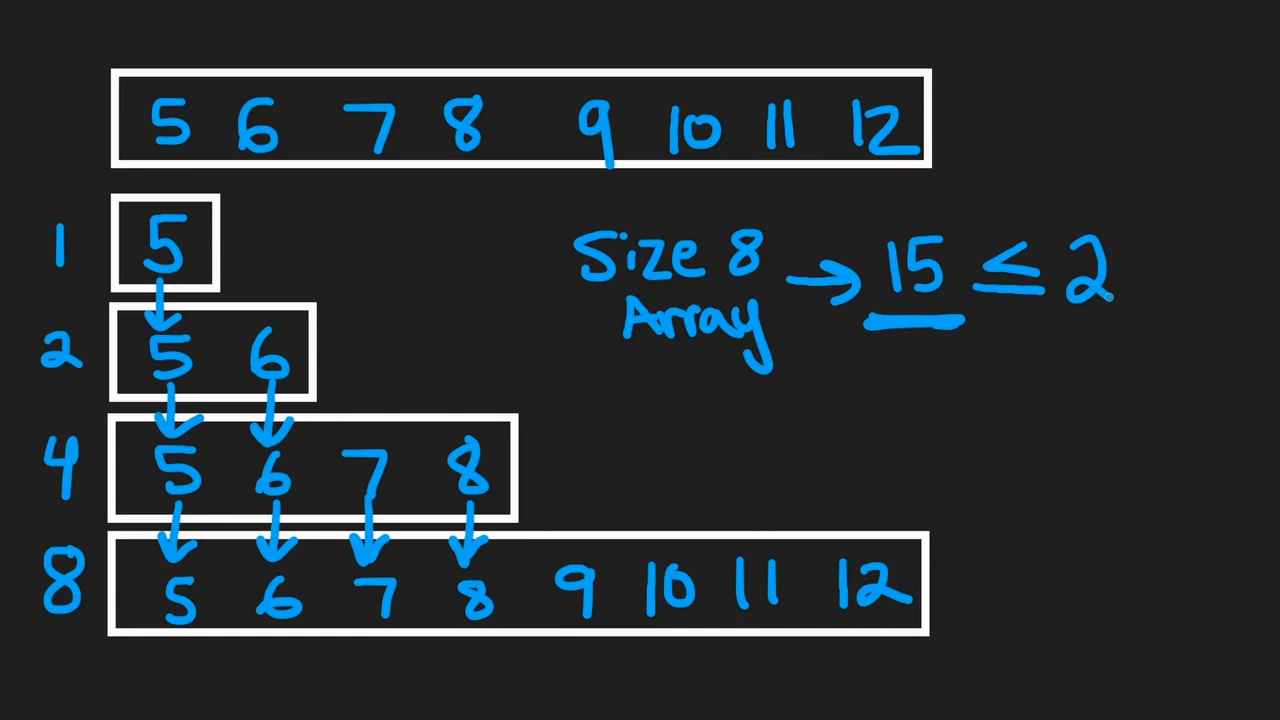 5 6 7 8 9 10 11 12
1 5
Size 8 → 15 ≤ 2
Array
2 5 6
4 5 6 7 8
8 5 6 7 8 9 10 11 12